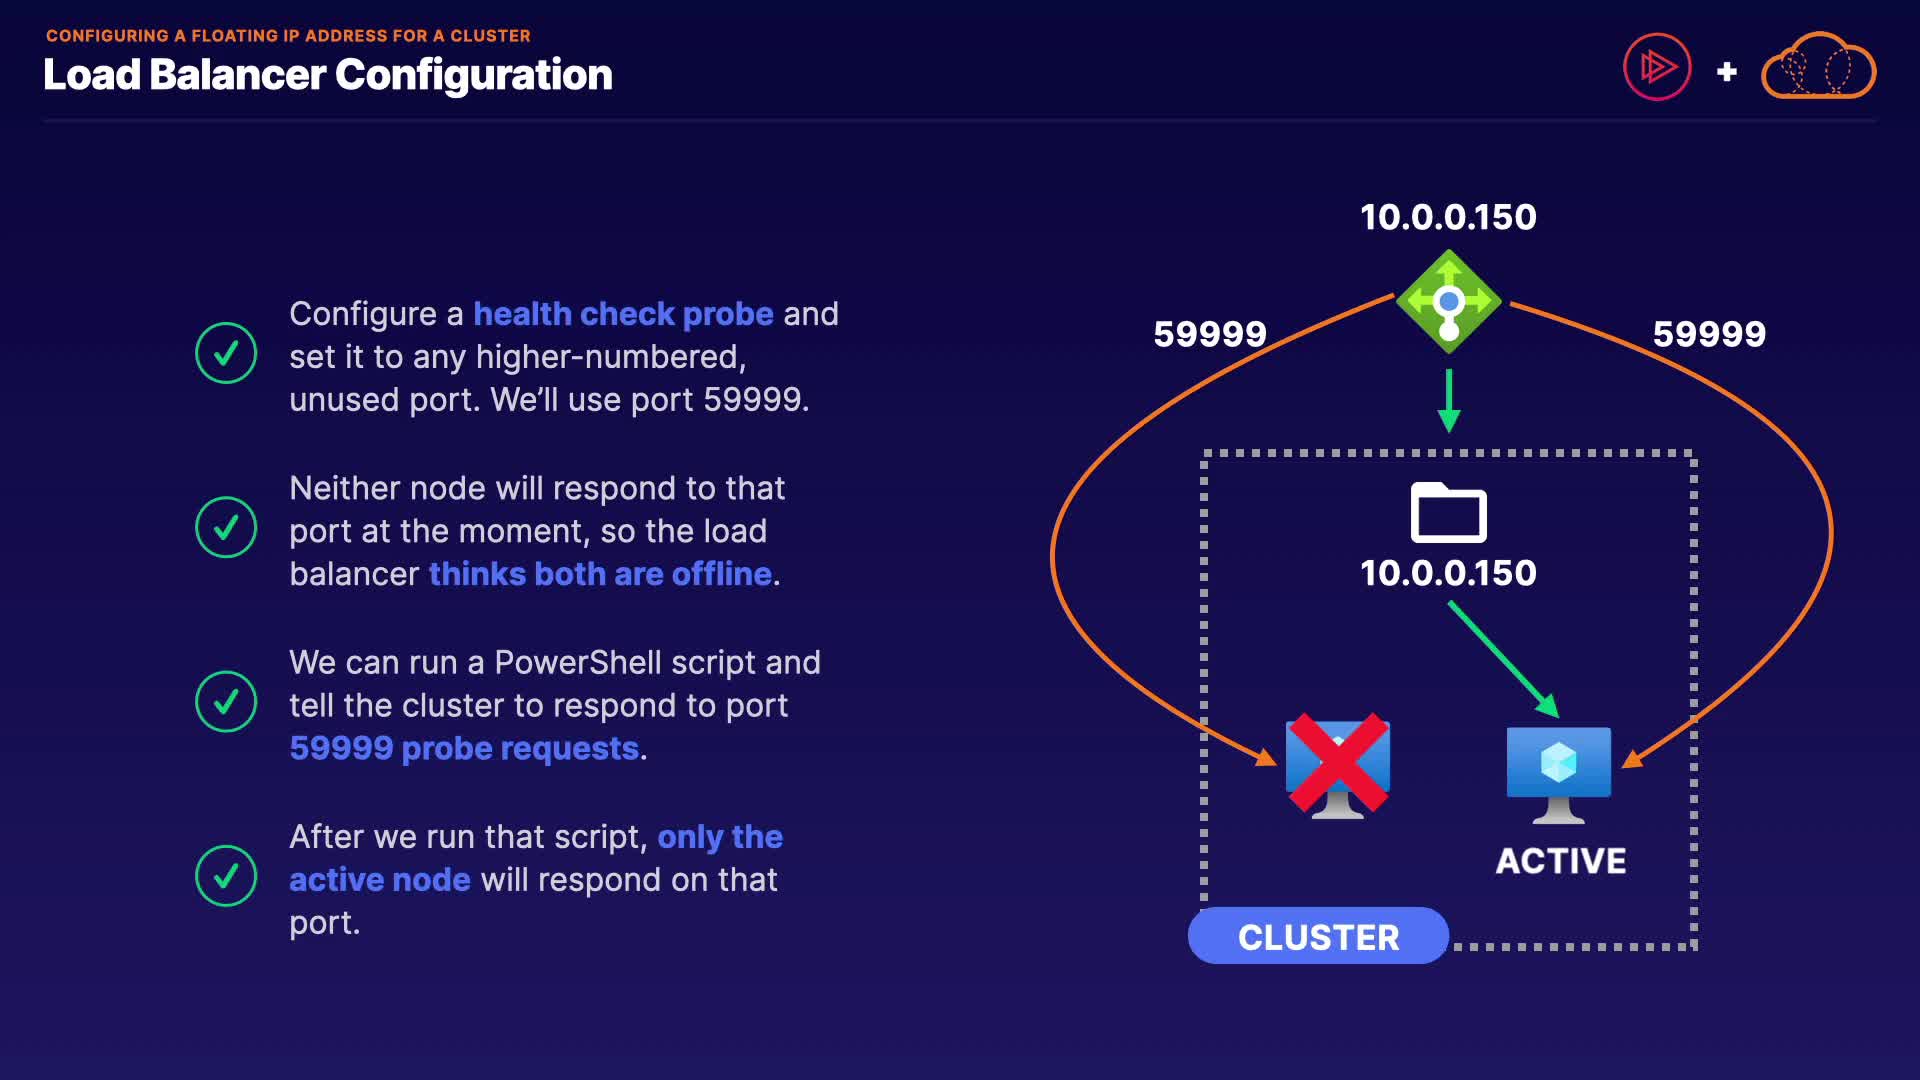 CONFIGURING A FLOATING IP ADDRESS FOR A CLUSTER
Load Balancer Configuration
+
Configure a health check probe and
set it to any higher-numbered,
unused port. We’ll use port 59999.
Neither node will respond to that
port at the moment, so the load
balancer thinks both are offline.
We can run a PowerShell script and
tell the cluster to respond to port
59999 probe requests.
After we run that script, only the
active node will respond on that
port.
10.0.0.150
59999
59999
10.0.0.150
ACTIVE
CLUSTER